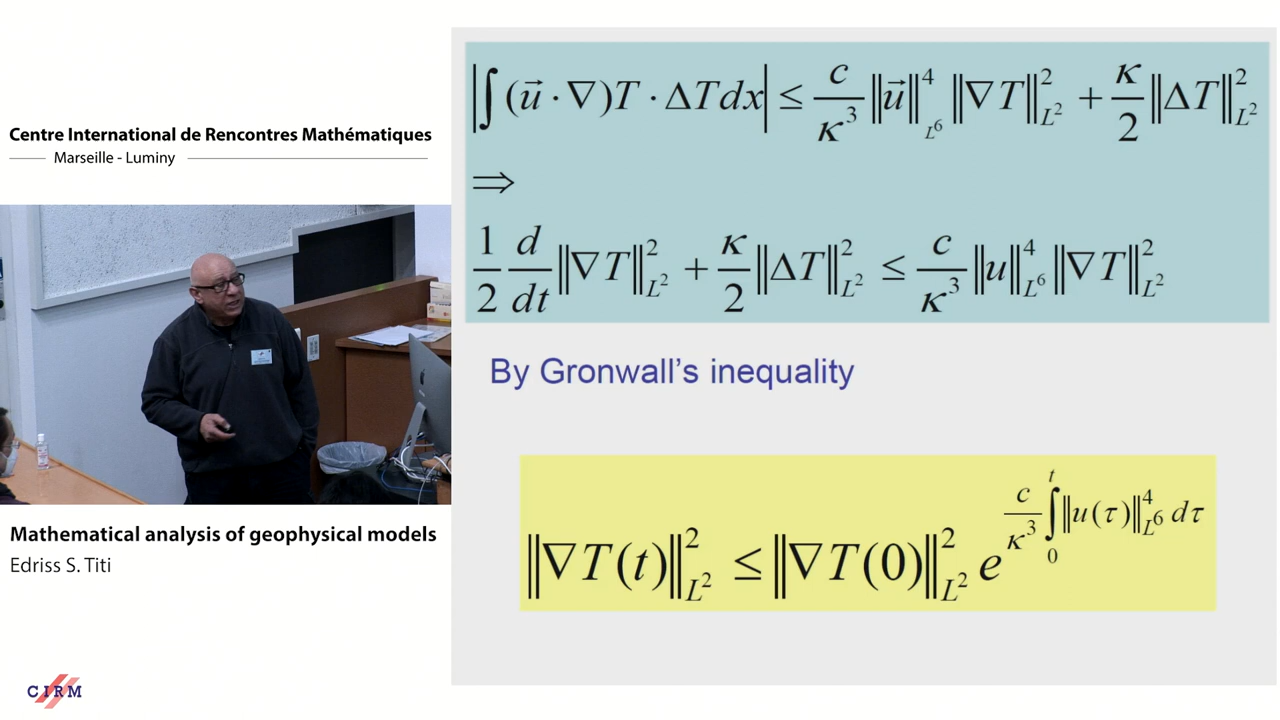 Centre International de Rencontres Mathématiques
Marseille - Luminy
|∫ (u⃗ · ∇)T · ΔT dx| ≤ c/κ³ ‖u⃗‖⁴_{L⁶} ‖∇T‖²_{L²} + κ/2 ‖ΔT‖²_{L²}
⇒
1/2 d/dt ‖∇T‖²_{L²} + κ/2 ‖ΔT‖²_{L²} ≤ c/κ³ ‖u‖⁴_{L⁶} ‖∇T‖²_{L²}
By Gronwall's inequality
‖∇T(t)‖²_{L²} ≤ ‖∇T(0)‖²_{L²} e^{c/κ³ ∫₀ᵗ ‖u(τ)‖⁴_{L⁶} dτ}
Mathematical analysis of geophysical models
Edriss S. Titi
CIRM